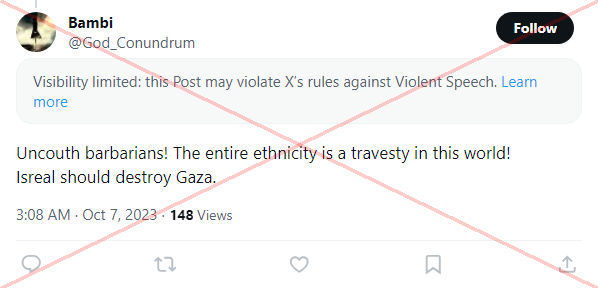 Bambi
@God_Conundrum
Follow
Visibility limited: this Post may violate X's rules against Violent Speech. Learn
more
Uncouth barbarians! The entire ethnicity is a travesty in this world!
Isreal should destroy Gaza.
3:08 AM · Oct 7, 2023 · 148 Views